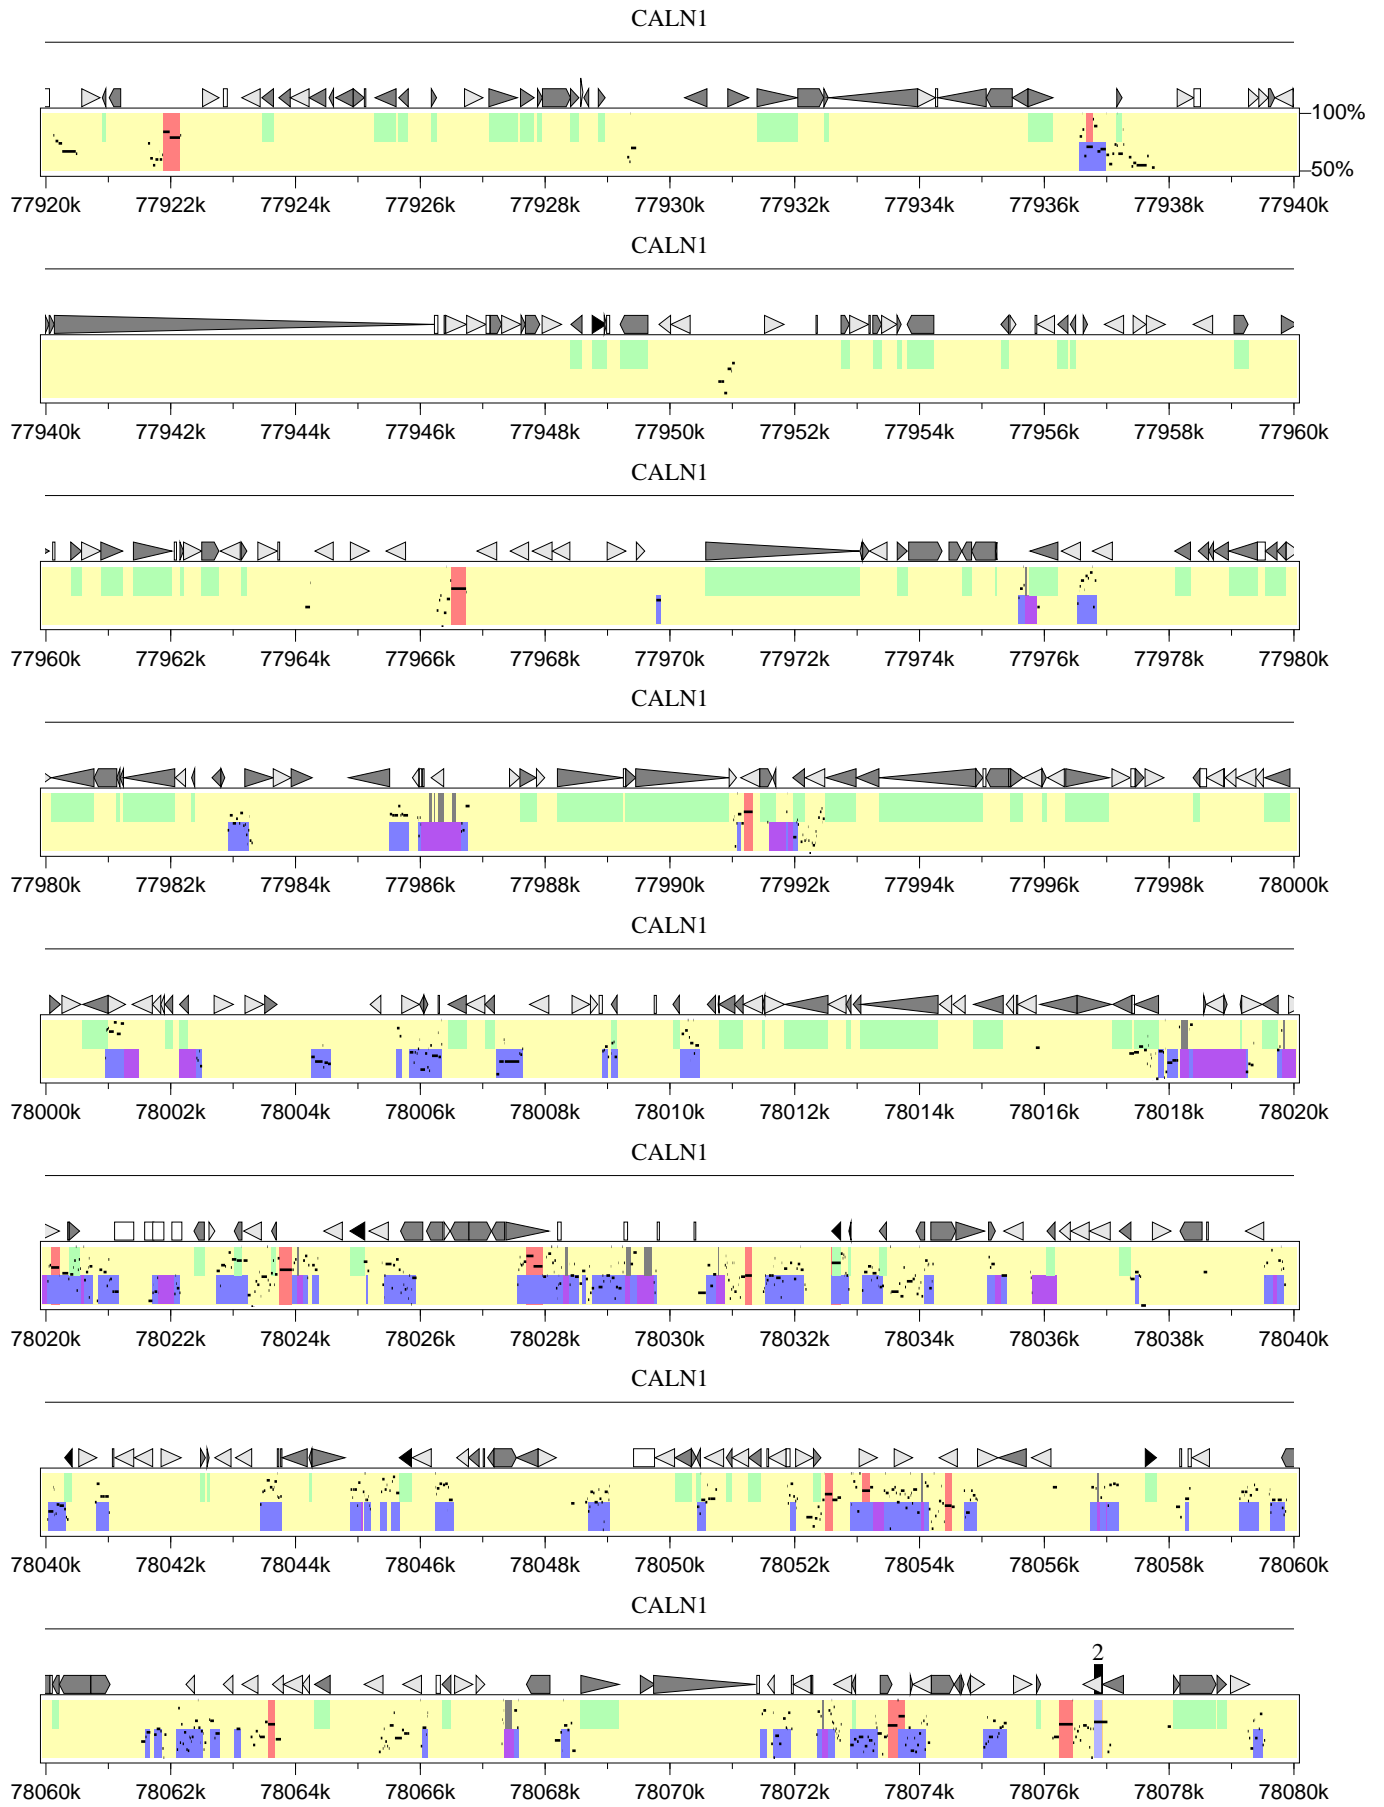 CALN1
100%
50%
77920k 77922k 77924k 77926k 77928k 77930k 77932k 77934k 77936k 77938k 77940k
CALN1
77940k 77942k 77944k 77946k 77948k 77950k 77952k 77954k 77956k 77958k 77960k
CALN1
77960k 77962k 77964k 77966k 77968k 77970k 77972k 77974k 77976k 77978k 77980k
CALN1
77980k 77982k 77984k 77986k 77988k 77990k 77992k 77994k 77996k 77998k 78000k
CALN1
78000k 78002k 78004k 78006k 78008k 78010k 78012k 78014k 78016k 78018k 78020k
CALN1
78020k 78022k 78024k 78026k 78028k 78030k 78032k 78034k 78036k 78038k 78040k
CALN1
78040k 78042k 78044k 78046k 78048k 78050k 78052k 78054k 78056k 78058k 78060k
CALN1
2
78060k 78062k 78064k 78066k 78068k 78070k 78072k 78074k 78076k 78078k 78080k